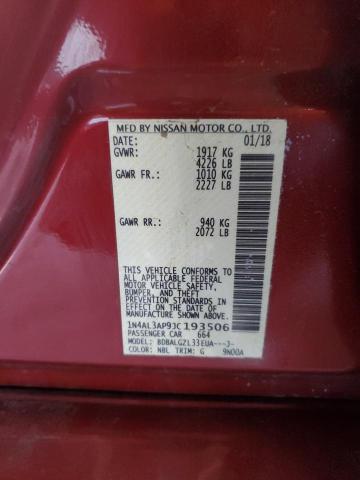 MFD BY NISSAN MOTOR CO., LTD.
DATE: 01/18
GVWR: 1917 KG
4226 LB
GAWR FR: 1010 KG
2227 LB
GAWR RR: 940 KG
2072 LB
THIS VEHICLE CONFORMS TO ALL
APPLICABLE FEDERAL
MOTOR VEHICLE SAFETY,
BUMPER, AND THEFT
PREVENTION STANDARDS
IN EFFECT ON THE DATE OF
MANUFACTURE SHOWN ABOVE.
1N4AL3AP9JC193506
PASSENGER CAR 664
MODEL: BDBALGZL33EUA---J-
COLOR: NBL TRIM: G 9N00A